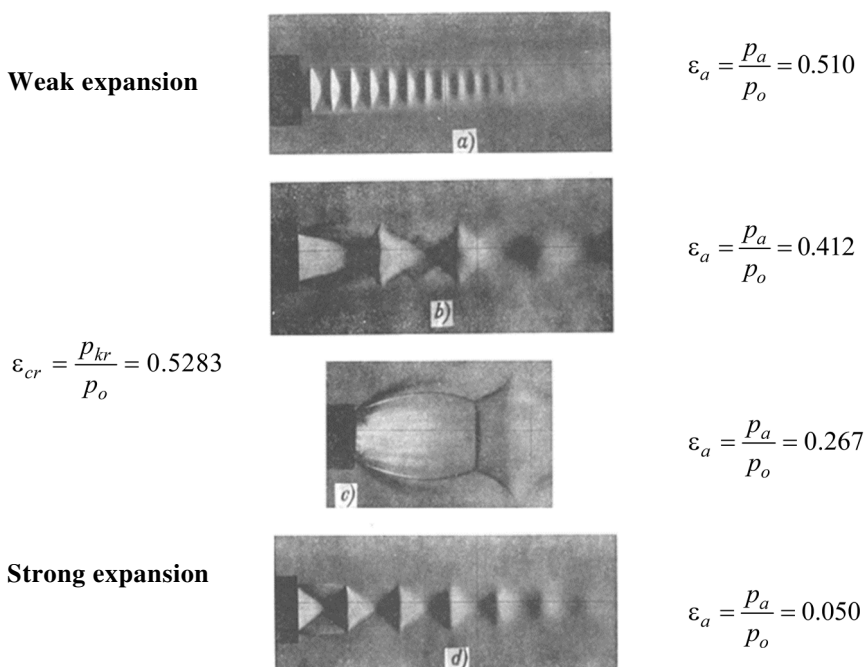 Weak expansion
a)
ε_a = p_a / p_o = 0.510
b)
ε_a = p_a / p_o = 0.412
ε_cr = p_kr / p_o = 0.5283
c)
ε_a = p_a / p_o = 0.267
Strong expansion
d)
ε_a = p_a / p_o = 0.050